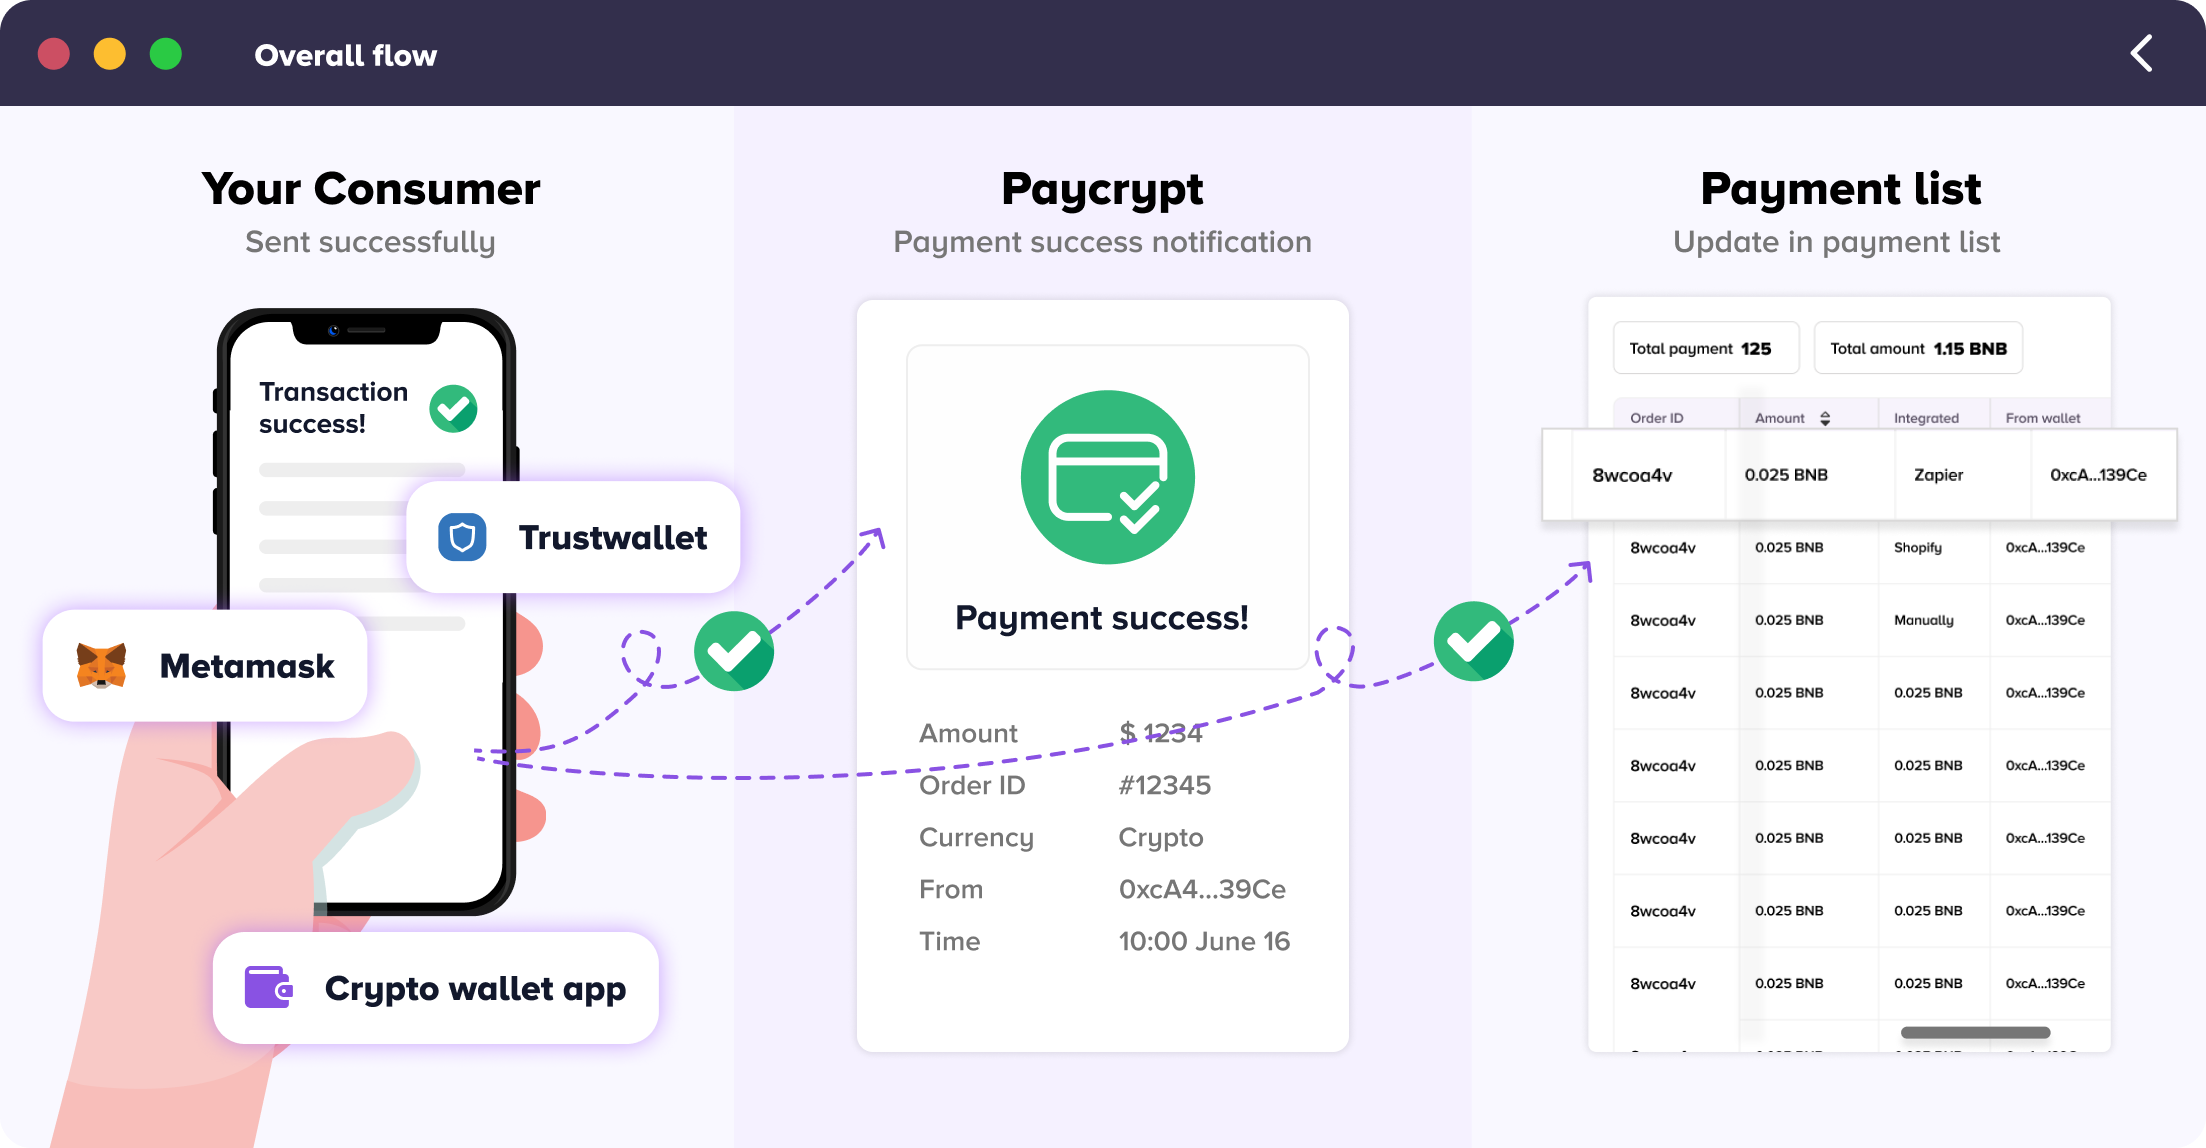 Overall flow
Your Consumer
Sent successfully
Transaction
success!
Trustwallet
Metamask
Crypto wallet app
Paycrypt
Payment success notification
Payment success!
Amount $ 1234
Order ID #12345
Currency Crypto
From 0xcA4...39Ce
Time 10:00 June 16
Payment list
Update in payment list
Total payment 125 Total amount 1.15 BNB
Order ID Amount Integrated From wallet
8wcoa4v 0.025 BNB Zapier 0xcA...139Ce
8wcoa4v 0.025 BNB Shopify 0xcA...139Ce
8wcoa4v 0.025 BNB Manually 0xcA...139Ce
8wcoa4v 0.025 BNB 0.025 BNB 0xcA...139Ce
8wcoa4v 0.025 BNB 0.025 BNB 0xcA...139Ce
8wcoa4v 0.025 BNB 0.025 BNB 0xcA...139Ce
8wcoa4v 0.025 BNB 0.025 BNB 0xcA...139Ce
8wcoa4v 0.025 BNB 0.025 BNB 0xcA...139Ce